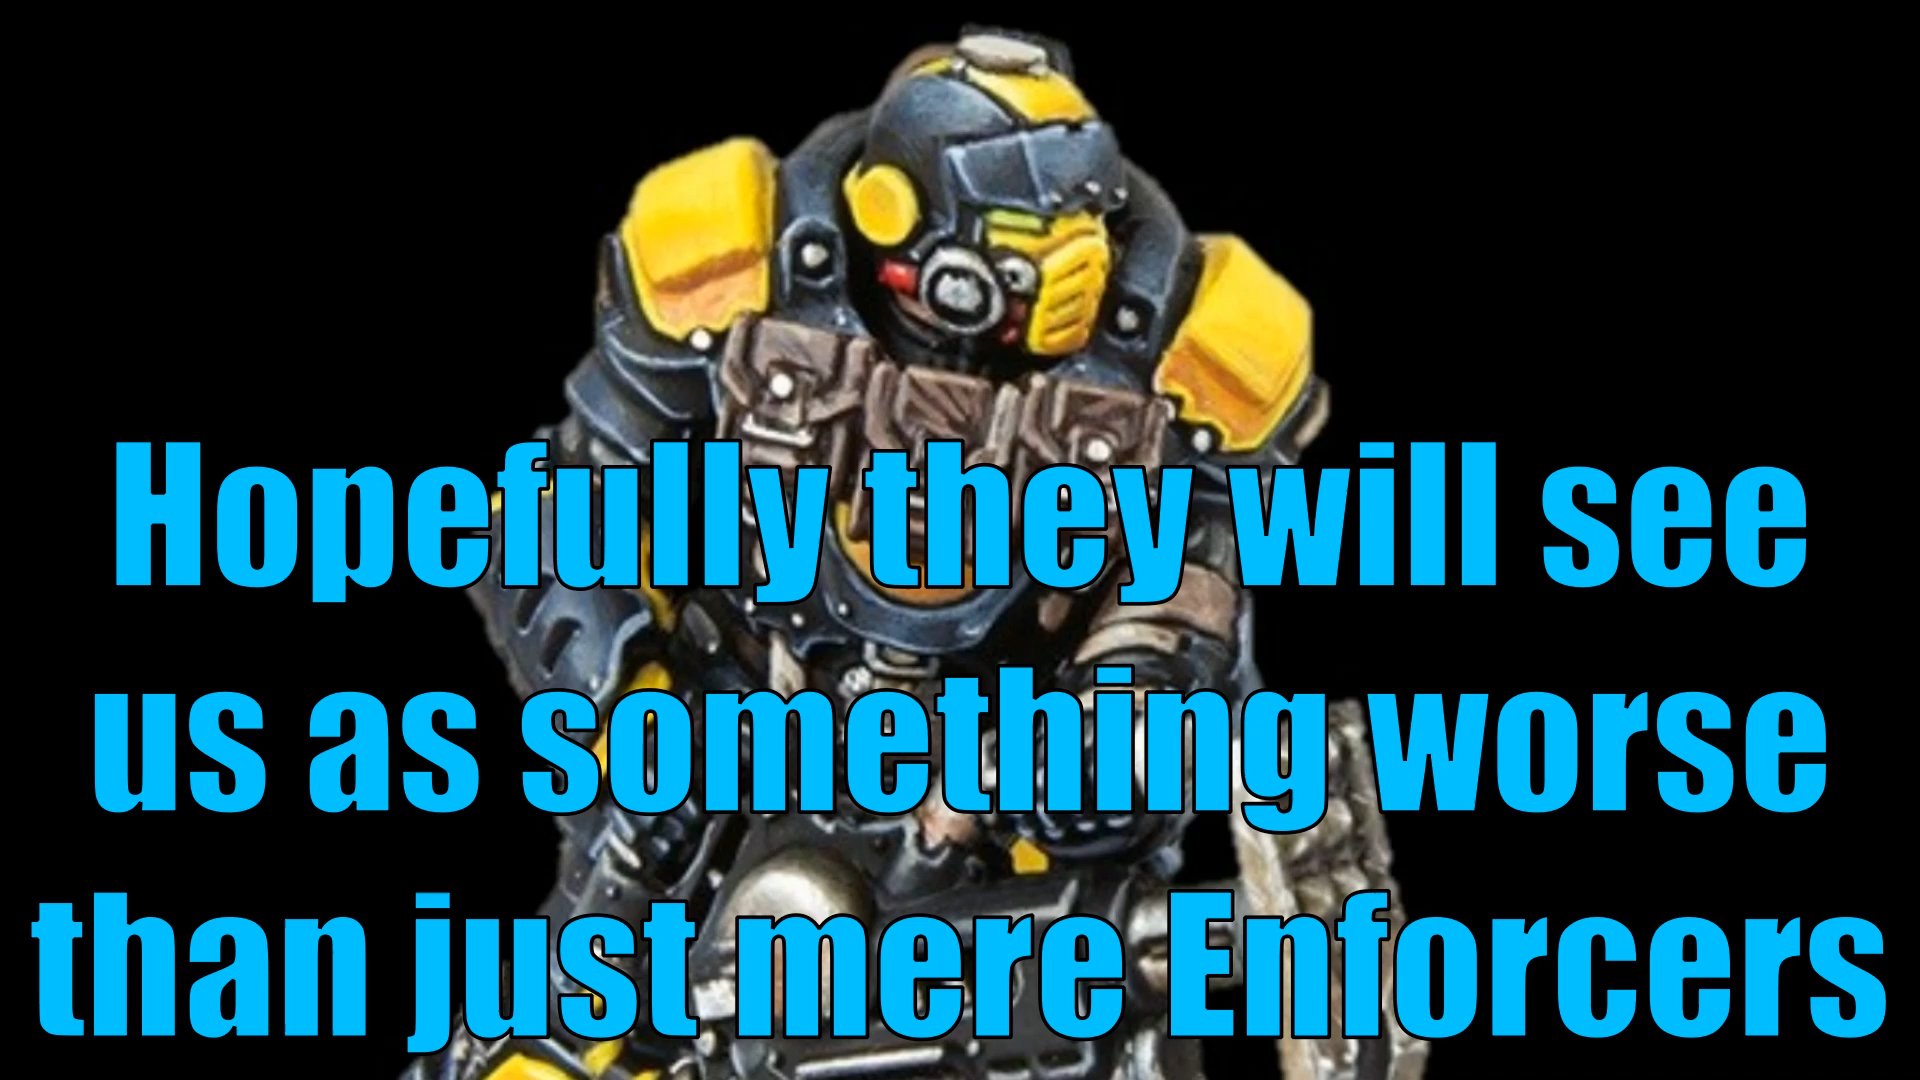 Hopefully they will see
us as something worse
than just mere Enforcers